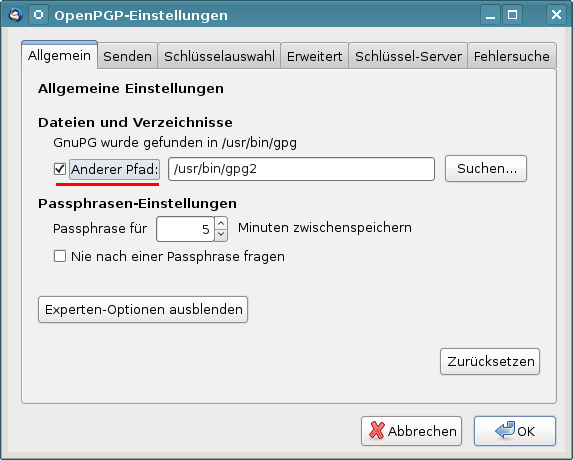 OpenPGP-Einstellungen
Allgemein Senden Schlüsselauswahl Erweitert Schlüssel-Server Fehlersuche
Allgemeine Einstellungen
Dateien und Verzeichnisse
GnuPG wurde gefunden in /usr/bin/gpg
Anderer Pfad: /usr/bin/gpg2 Suchen...
Passphrasen-Einstellungen
Passphrase für 5 Minuten zwischenspeichern
Nie nach einer Passphrase fragen
Experten-Optionen ausblenden
Zurücksetzen
Abbrechen OK